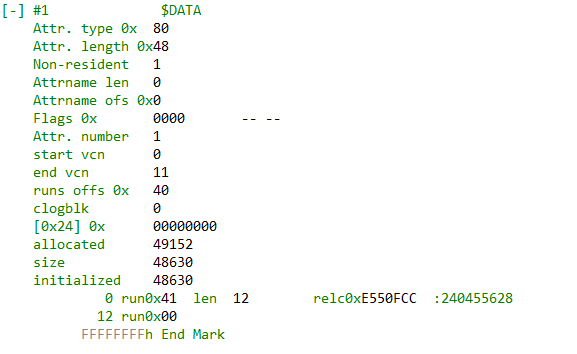 [-] #1 $DATA
Attr. type 0x 80
Attr. length 0x48
Non-resident 1
Attrname len 0
Attrname ofs 0x0
Flags 0x 0000 -- --
Attr. number 1
start vcn 0
end vcn 11
runs offs 0x 40
clogblk 0
[0x24] 0x 00000000
allocated 49152
size 48630
initialized 48630
0 run0x41 len 12 relc0xE550FCC :240455628
12 run0x00
FFFFFFFFh End Mark